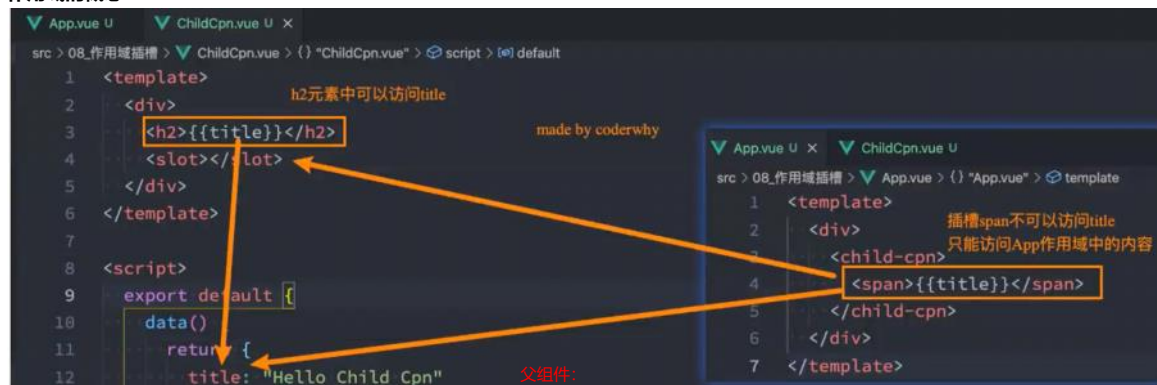 App.vue U ChildCpn.vue U ×
src > 08_作用域插槽 > ChildCpn.vue > {} "ChildCpn.vue" > script > default
1 <template>
h2元素中可以访问title
2 <div>
3 <h2>{{title}}</h2>
made by coderwhy
4 <slot></slot>
5 </div>
6 </template>
7
8 <script>
9 export default {
10 data()
11 return {
12 title: "Hello Child Cpn"
父组件:
App.vue U × ChildCpn.vue U
src > 08_作用域插槽 > App.vue > {} "App.vue" > template
1 <template>
插槽span不可以访问title
2 <div>
只能访问App作用域中的内容
3 <child-cpn>
4 <span>{{title}}</span>
5 </child-cpn>
6 </div>
7 </template>